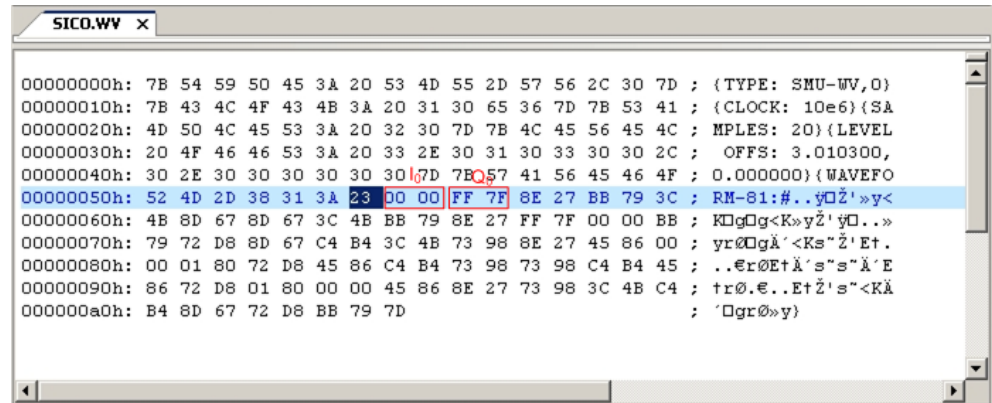 SICO.WV ×
00000000h: 7B 54 59 50 45 3A 20 53 4D 55 2D 57 56 2C 30 7D ; {TYPE: SMU-WV,0}
00000010h: 7B 43 4C 4F 43 4B 3A 20 31 30 65 36 7D 7B 53 41 ; {CLOCK: 10e6}{SA
00000020h: 4D 50 4C 45 53 3A 20 32 30 7D 7B 4C 45 56 45 4C ; MPLES: 20}{LEVEL
00000030h: 20 4F 46 46 53 3A 20 33 2E 30 31 30 33 30 30 2C ; OFFS: 3.010300,
00000040h: 30 2E 30 30 30 30 30 30 7D 7B 57 41 56 45 46 4F ; 0.000000}{WAVEFO
I₀ Q₀
00000050h: 52 4D 2D 38 31 3A 23 00 00 FF 7F 8E 27 BB 79 3C ; RM-81:#..ÿ□Ž'»y<
00000060h: 4B 8D 67 8D 67 3C 4B BB 79 8E 27 FF 7F 00 00 BB ; K□g□g<K»yŽ'ÿ□..»
00000070h: 79 72 D8 8D 67 C4 B4 3C 4B 73 98 8E 27 45 86 00 ; yrØ□gÄ´<Ks˜Ž'E†.
00000080h: 00 01 80 72 D8 45 86 C4 B4 73 98 73 98 C4 B4 45 ; ..€rØE†Ä´s˜s˜Ä´E
00000090h: 86 72 D8 01 80 00 00 45 86 8E 27 73 98 3C 4B C4 ; †rØ.€..E†Ž's˜<KÄ
000000a0h: B4 8D 67 72 D8 BB 79 7D ; ´□grØ»y}